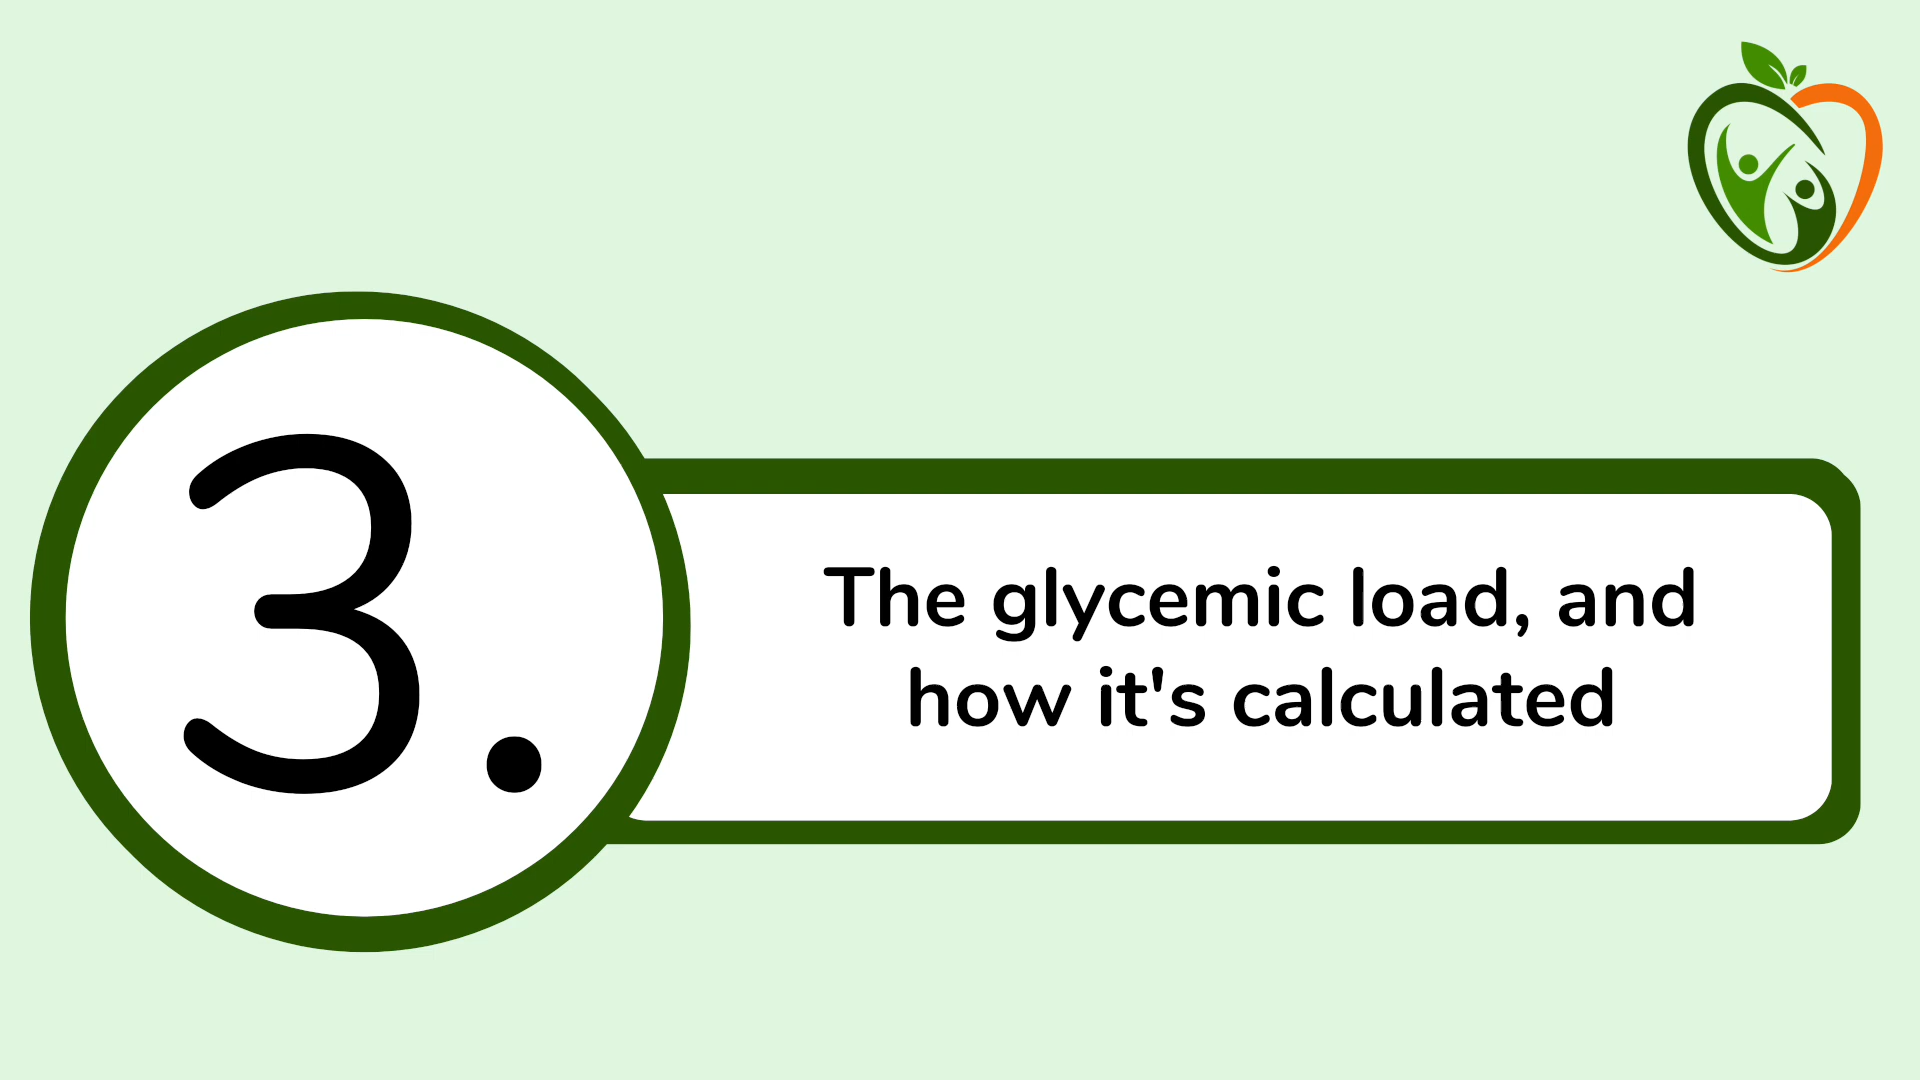 3.
The glycemic load, and
how it's calculated